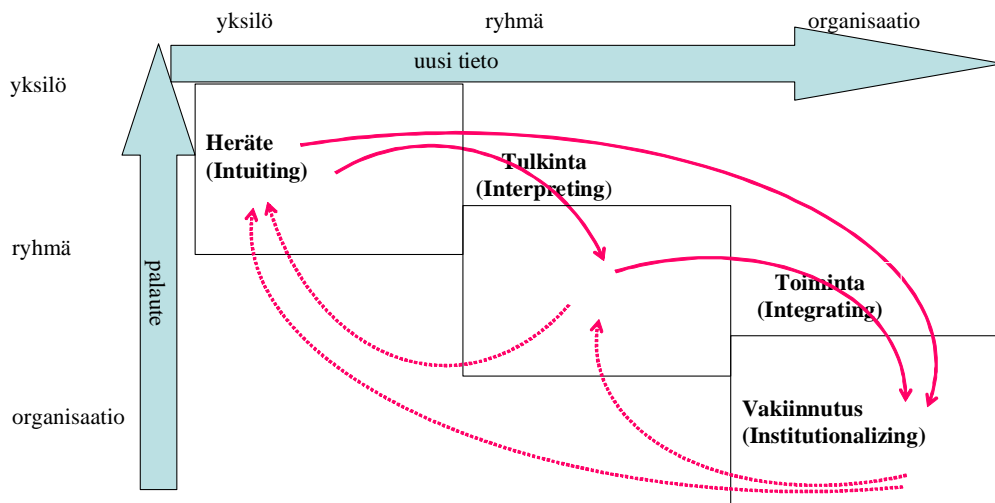 yksilö
ryhmä
organisaatio
uusi tieto
yksilö
Heräte
(Intuiting)
Tulkinta
(Interpreting)
ryhmä
palaute
Toiminta
(Integrating)
organisaatio
Vakiinnutus
(Institutionalizing)